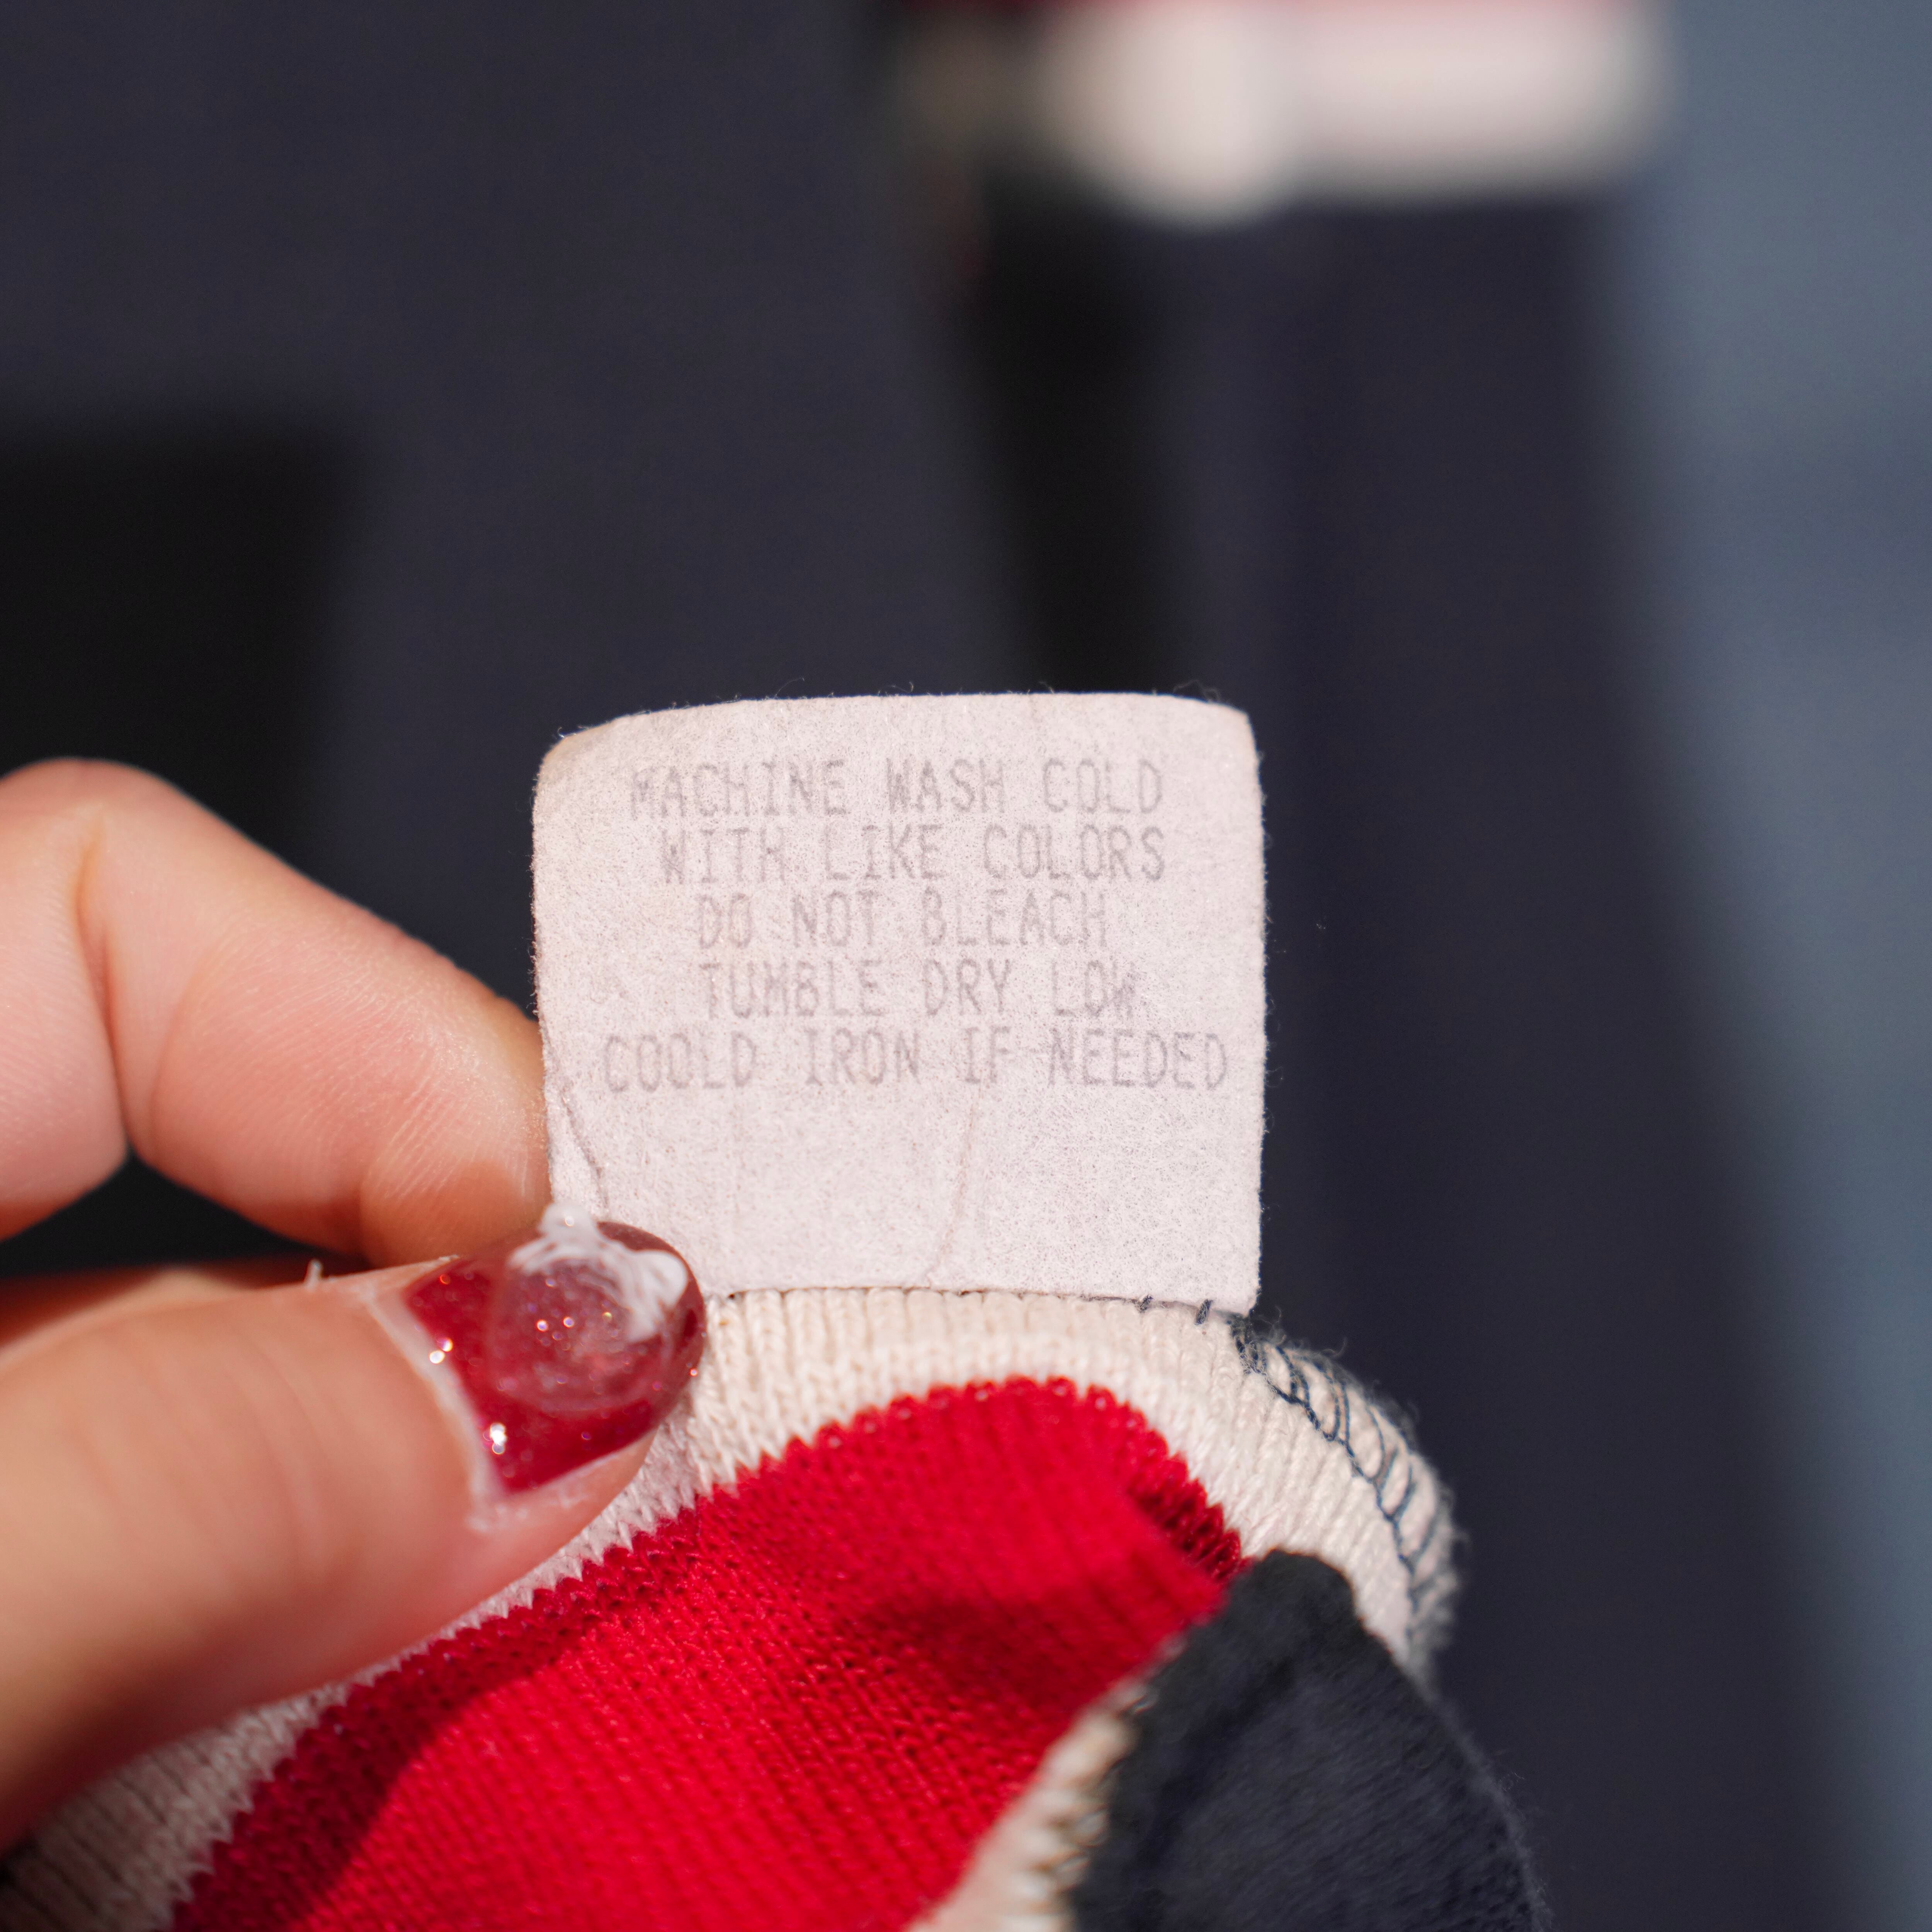 MACHINE WASH COLD
WITH LIKE COLORS
DO NOT BLEACH
TUMBLE DRY LOW
COOLD IRON IF NEEDED